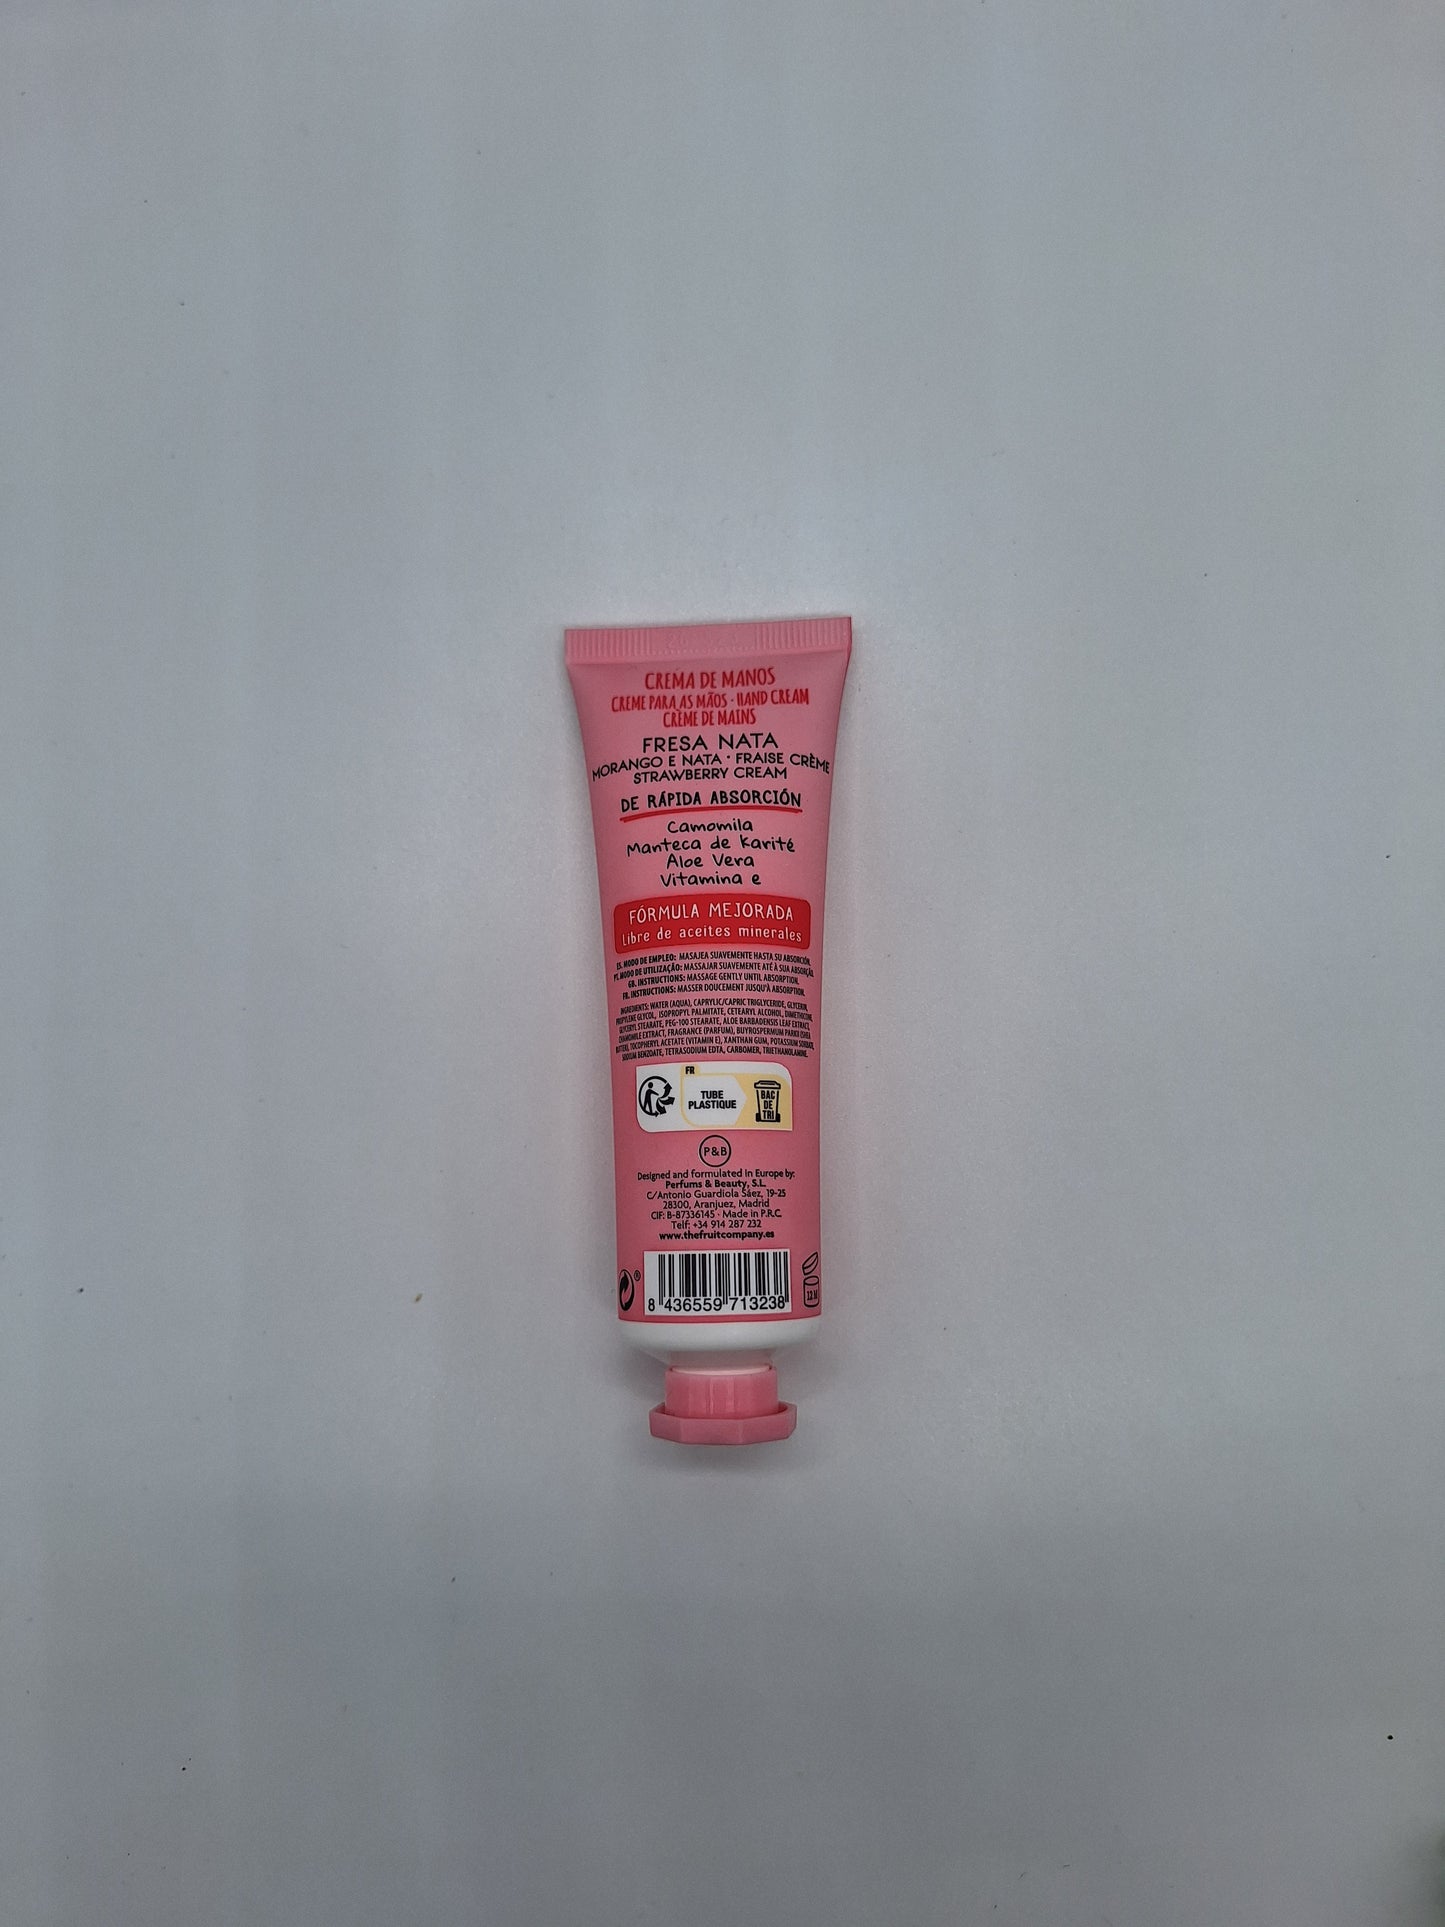 CREMA DE MANOS
CREME PARA AS MÃOS · HAND CREAM
CRÈME DE MAINS
FRESA NATA
MORANGO E NATA · FRAISE CRÈME
STRAWBERRY CREAM
DE RÁPIDA ABSORCIÓN
Camomila
Manteca de Karité
Aloe Vera
Vitamina e
FÓRMULA MEJORADA
Libre de aceites minerales
ES. MODO DE EMPLEO: MASAJEA SUAVEMENTE HASTA SU ABSORCIÓN.
PT. MODO DE UTILIZAÇÃO: MASSAJAR SUAVEMENTE ATÉ À SUA ABSORÇÃO.
GB. INSTRUCTIONS: MASSAGE GENTLY UNTIL ABSORPTION.
FR. INSTRUCTIONS: MASSER DOUCEMENT JUSQU'À ABSORPTION.
INGREDIENTS: WATER (AQUA), CAPRYLIC/CAPRIC TRIGLYCERIDE, GLYCERIN,
PROPYLENE GLYCOL, ISOPROPYL PALMITATE, CETEARYL ALCOHOL, DIMETHICONE,
GLYCERYL STEARATE, PEG-100 STEARATE, ALOE BARBADENSIS LEAF EXTRACT,
CHAMOMILE EXTRACT, FRAGRANCE (PARFUM), BUYROSPERMUM PARKII (SHEA
BUTTER), TOCOPHERYL ACETATE (VITAMIN E), XANTHAN GUM, POTASSIUM SORBATE,
SODIUM BENZOATE, TETRASODIUM EDTA, CARBOMER, TRIETHANOLAMINE.
FR
TUBE
PLASTIQUE
BAC
DE
TRI
P&B
Designed and formulated in Europe by:
Perfums & Beauty, S.L.
C/Antonio Guardiola Sáez, 19-25
28300, Aranjuez, Madrid
CIF: B-87336145 · Made in P.R.C.
Telf: +34 914 287 232
www.thefruitcompany.es
®
8 436559 713238
12 M